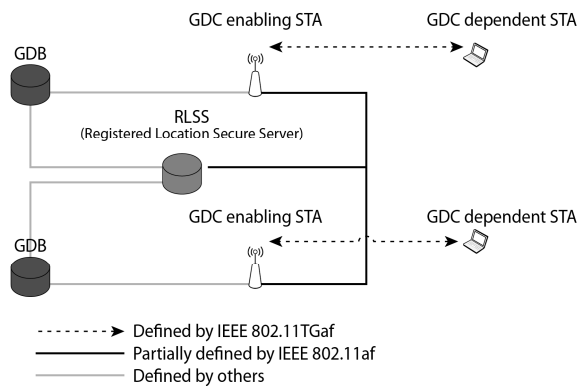 GDC enabling STA
GDC dependent STA
GDB
RLSS
(Registered Location Secure Server)
GDC enabling STA
GDC dependent STA
GDB
Defined by IEEE 802.11TGaf
Partially defined by IEEE 802.11af
Defined by others